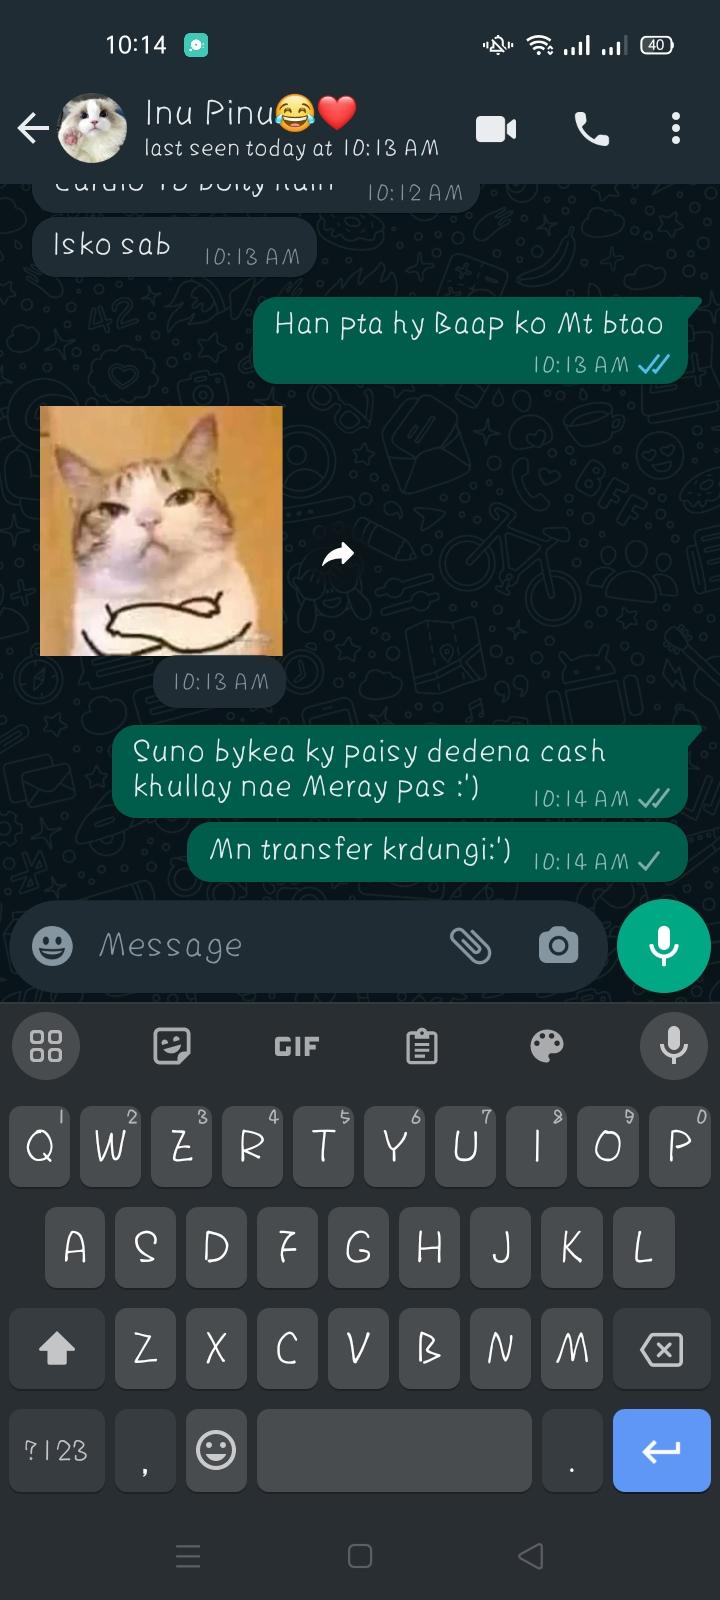 10:14
40
Inu Pinu😂❤️
last seen today at 10:13 AM
10:12 AM
Isko sab 10:13 AM
Han pta hy Baap ko Mt btao
10:13 AM
10:13 AM
Suno bykea ky paisy dedena cash
khullay nae Meray pas :') 10:14 AM
Mn transfer krdungi:') 10:14 AM
Message
GIF
1 2 3 4 5 6 7 8 9 0
Q W E R T Y U I O P
A S D F G H J K L
Z X C V B N M
?123 , .